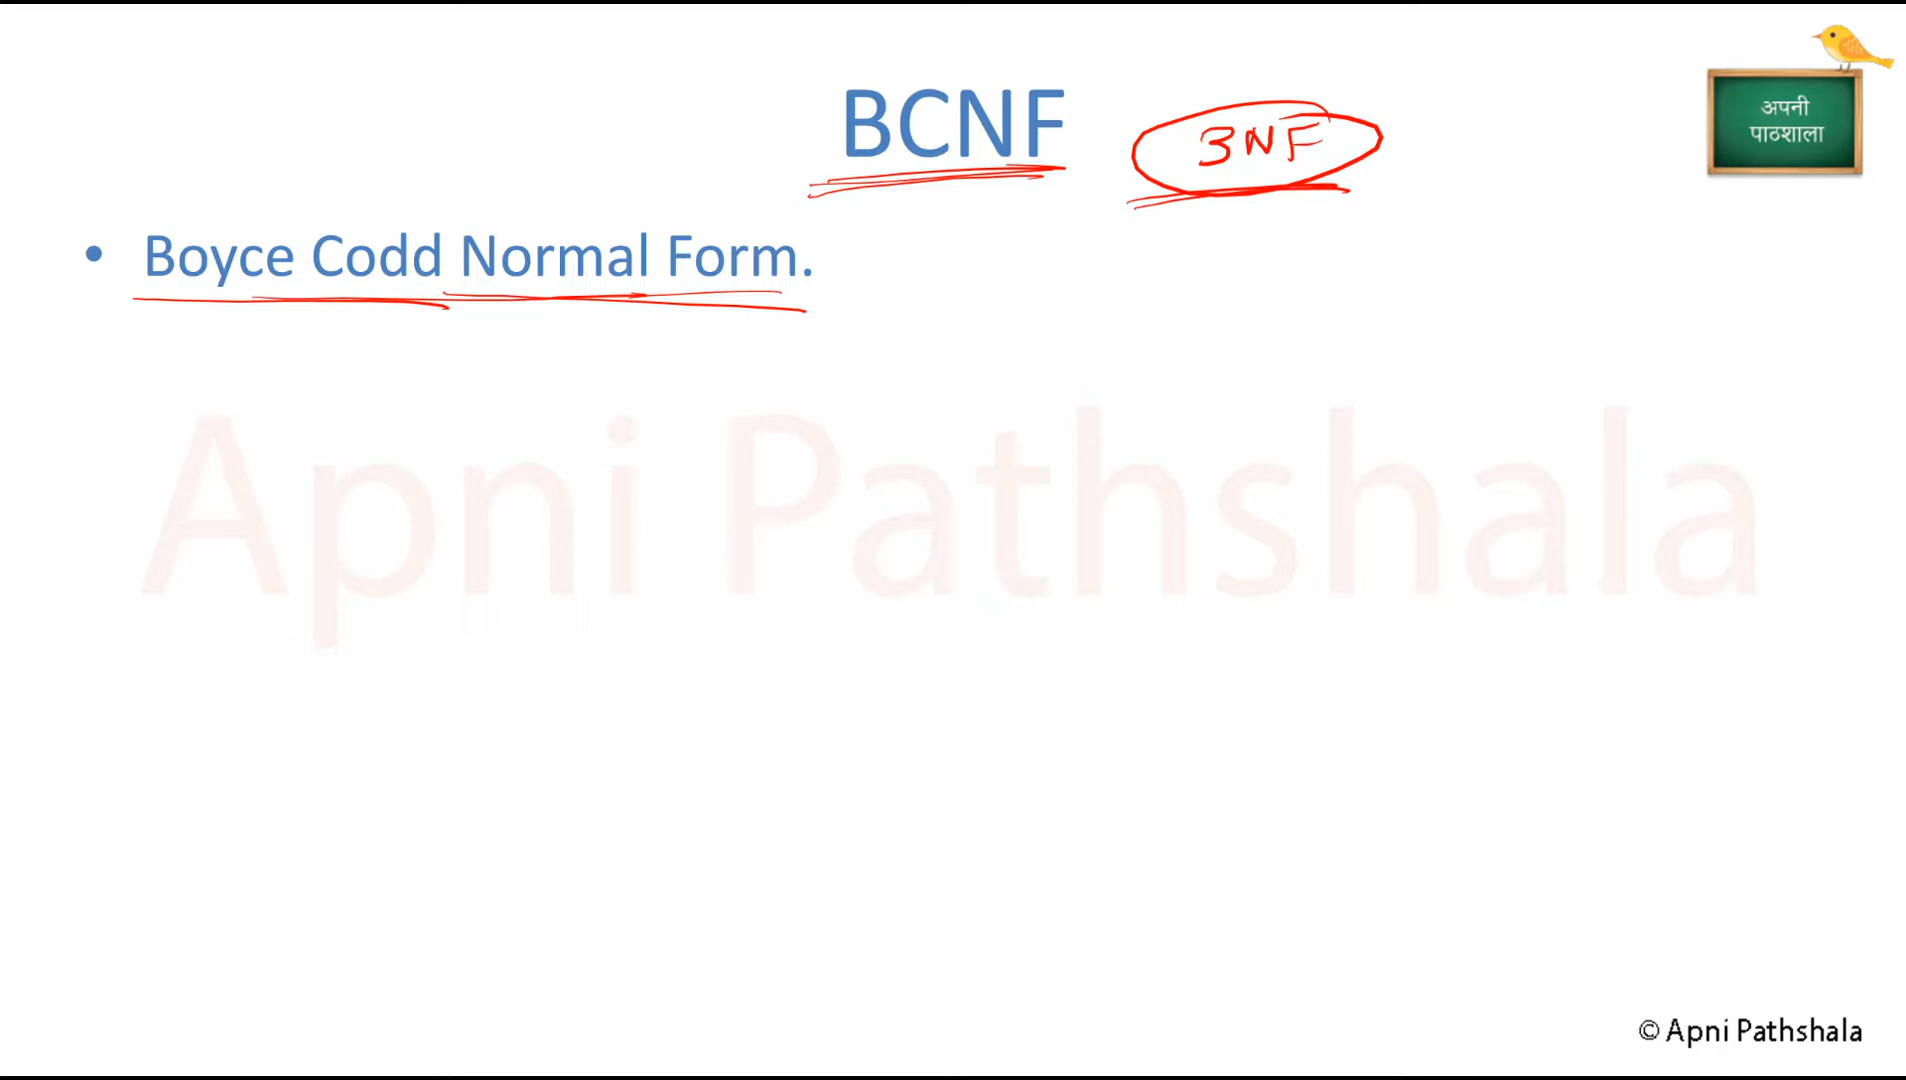 BCNF
3NF
अपनी
पाठशाला
• Boyce Codd Normal Form.
Apni Pathshala
© Apni Pathshala